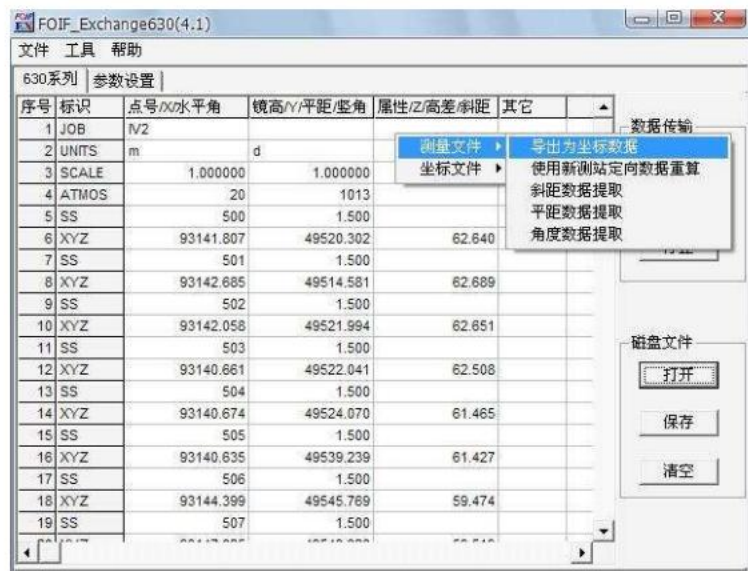 FOIF_Exchange630(4.1)
文件 工具 帮助
630系列 参数设置
序号 标识 点号/X/水平角 镜高/Y/平距/竖角 属性/Z/高差/斜距 其它
1 JOB IV2
2 UNITS m d
3 SCALE 1.000000 1.000000
4 ATMOS 20 1013
5 SS 500 1.500
6 XYZ 93141.807 49520.302 62.640
7 SS 501 1.500
8 XYZ 93142.685 49514.581 62.689
9 SS 502 1.500
10 XYZ 93142.058 49521.994 62.651
11 SS 503 1.500
12 XYZ 93140.661 49522.041 62.508
13 SS 504 1.500
14 XYZ 93140.674 49524.070 61.465
15 SS 505 1.500
16 XYZ 93140.635 49539.239 61.427
17 SS 506 1.500
18 XYZ 93144.399 49545.769 59.474
19 SS 507 1.500
测量文件
坐标文件
导出为坐标数据
使用新测站定向数据重算
斜距数据提取
平距数据提取
角度数据提取
数据传输
磁盘文件
打开
保存
清空